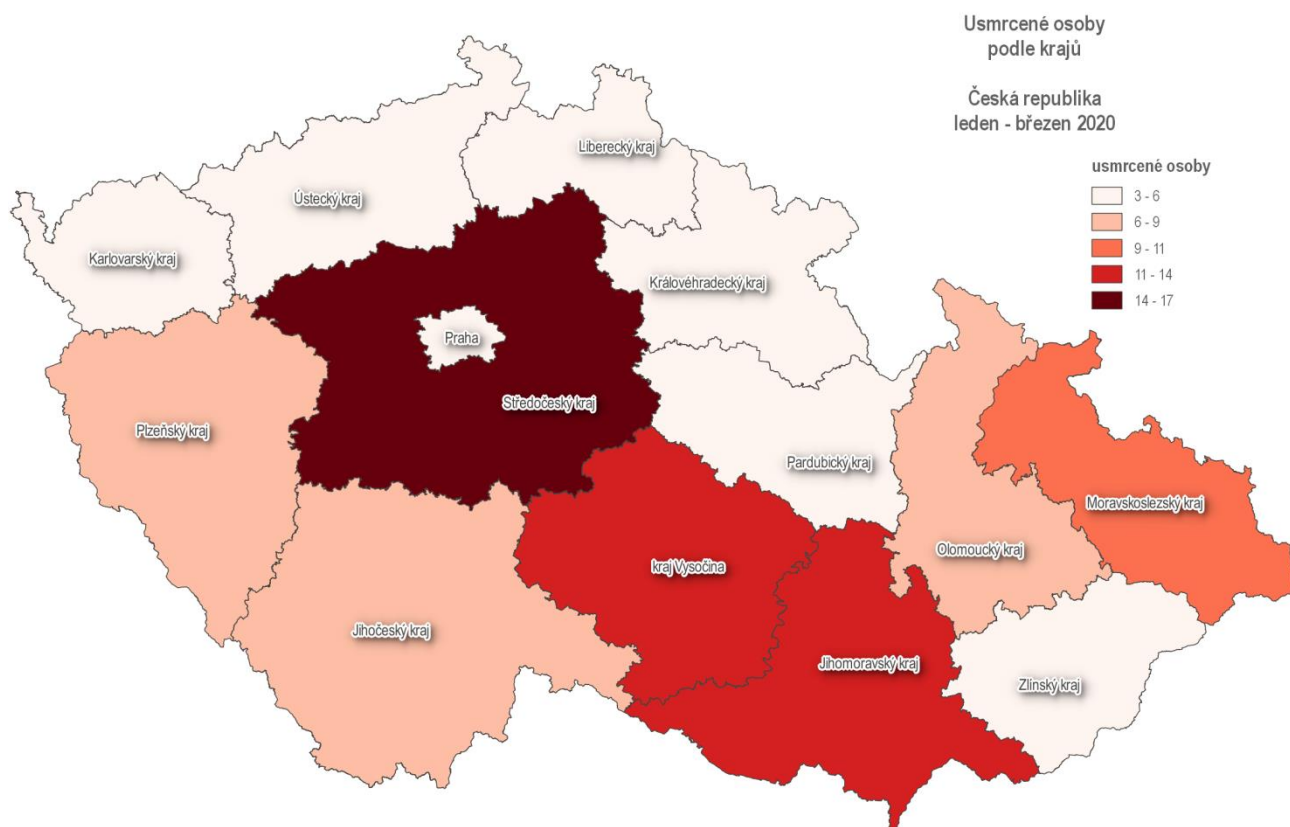 Usmrcené osoby
podle krajů
Česká republika
leden - březen 2020
usmrcené osoby
3 - 6
6 - 9
9 - 11
11 - 14
14 - 17
Liberecký kraj
Ústecký kraj
Karlovarský kraj
Královéhradecký kraj
Praha
Středočeský kraj
Plzeňský kraj
Pardubický kraj
Moravskoslezský kraj
Olomoucký kraj
kraj Vysočina
Jihočeský kraj
Jihomoravský kraj
Zlínský kraj